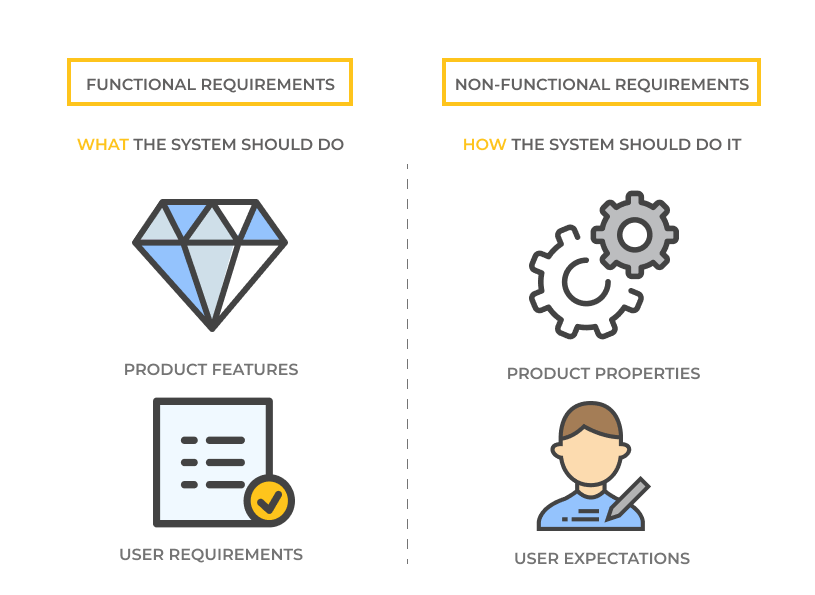 FUNCTIONAL REQUIREMENTS
WHAT THE SYSTEM SHOULD DO
PRODUCT FEATURES
USER REQUIREMENTS
NON-FUNCTIONAL REQUIREMENTS
HOW THE SYSTEM SHOULD DO IT
PRODUCT PROPERTIES
USER EXPECTATIONS